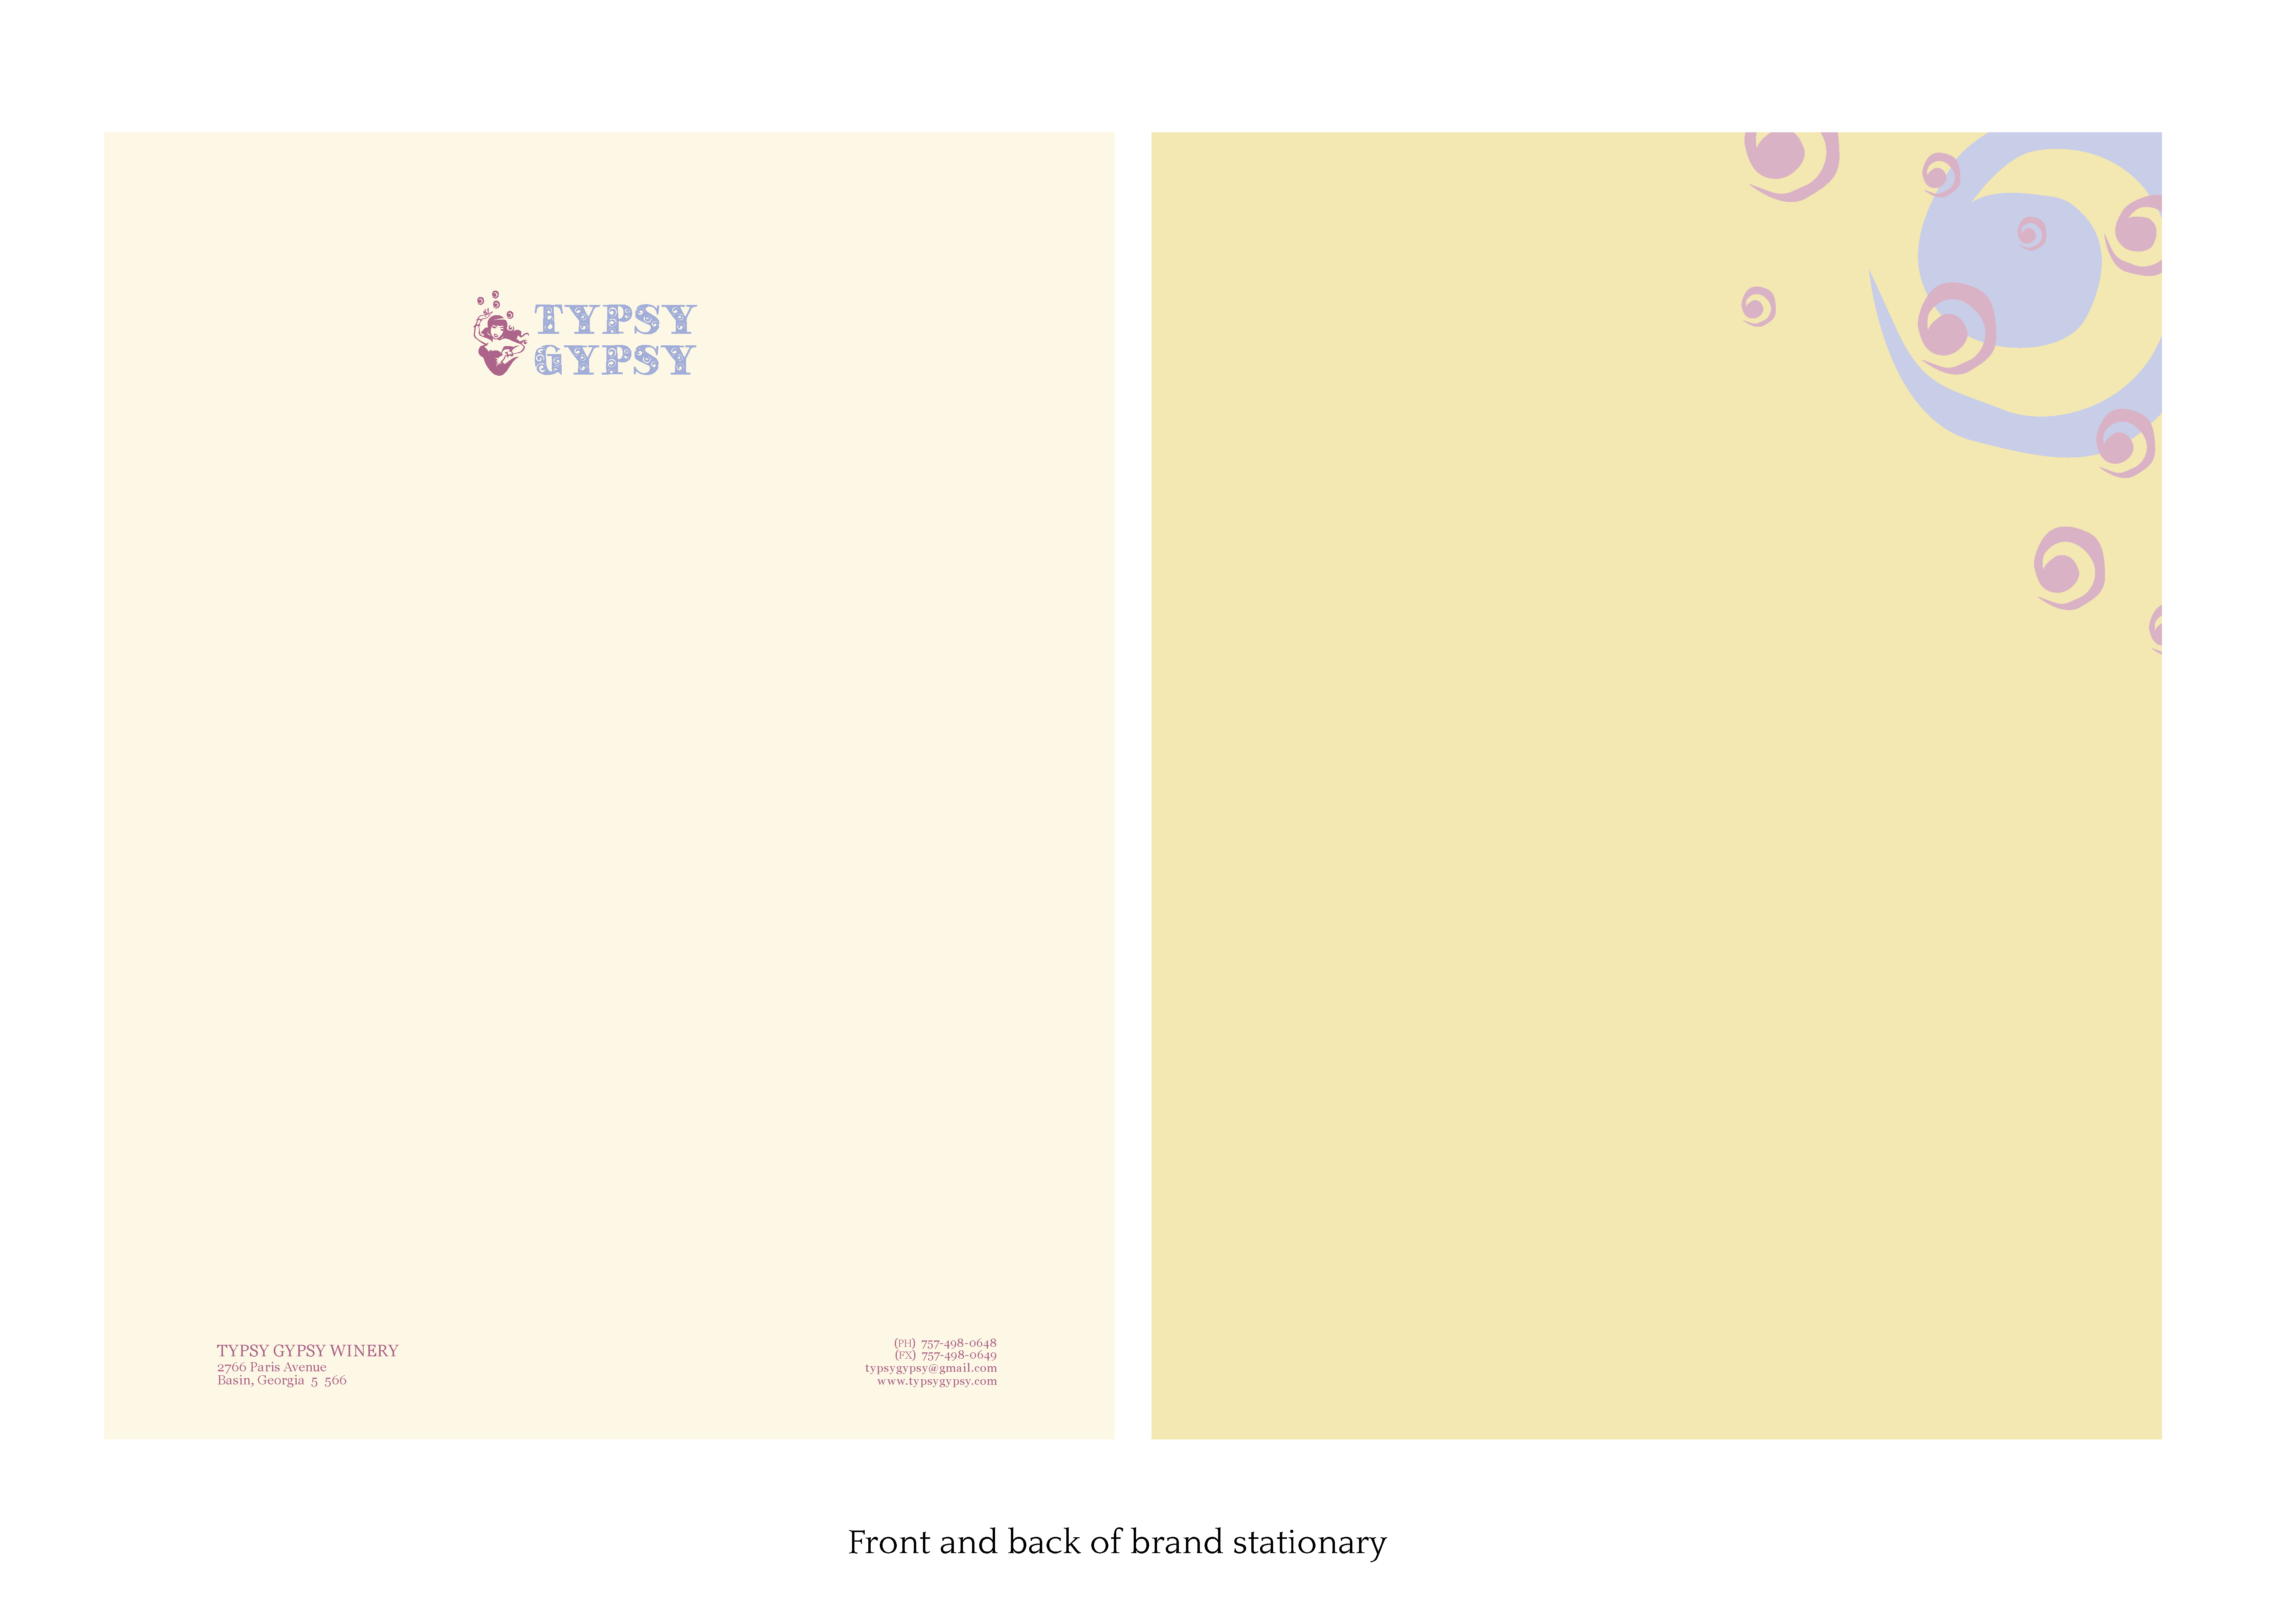 TYPSY
GYPSY
TYPSY GYPSY WINERY
2766 Paris Avenue
Basin, Georgia 5 566
(PH) 757-498-0648
(FX) 757-498-0649
typsygypsy@gmail.com
www.typsygypsy.com
Front and back of brand stationary